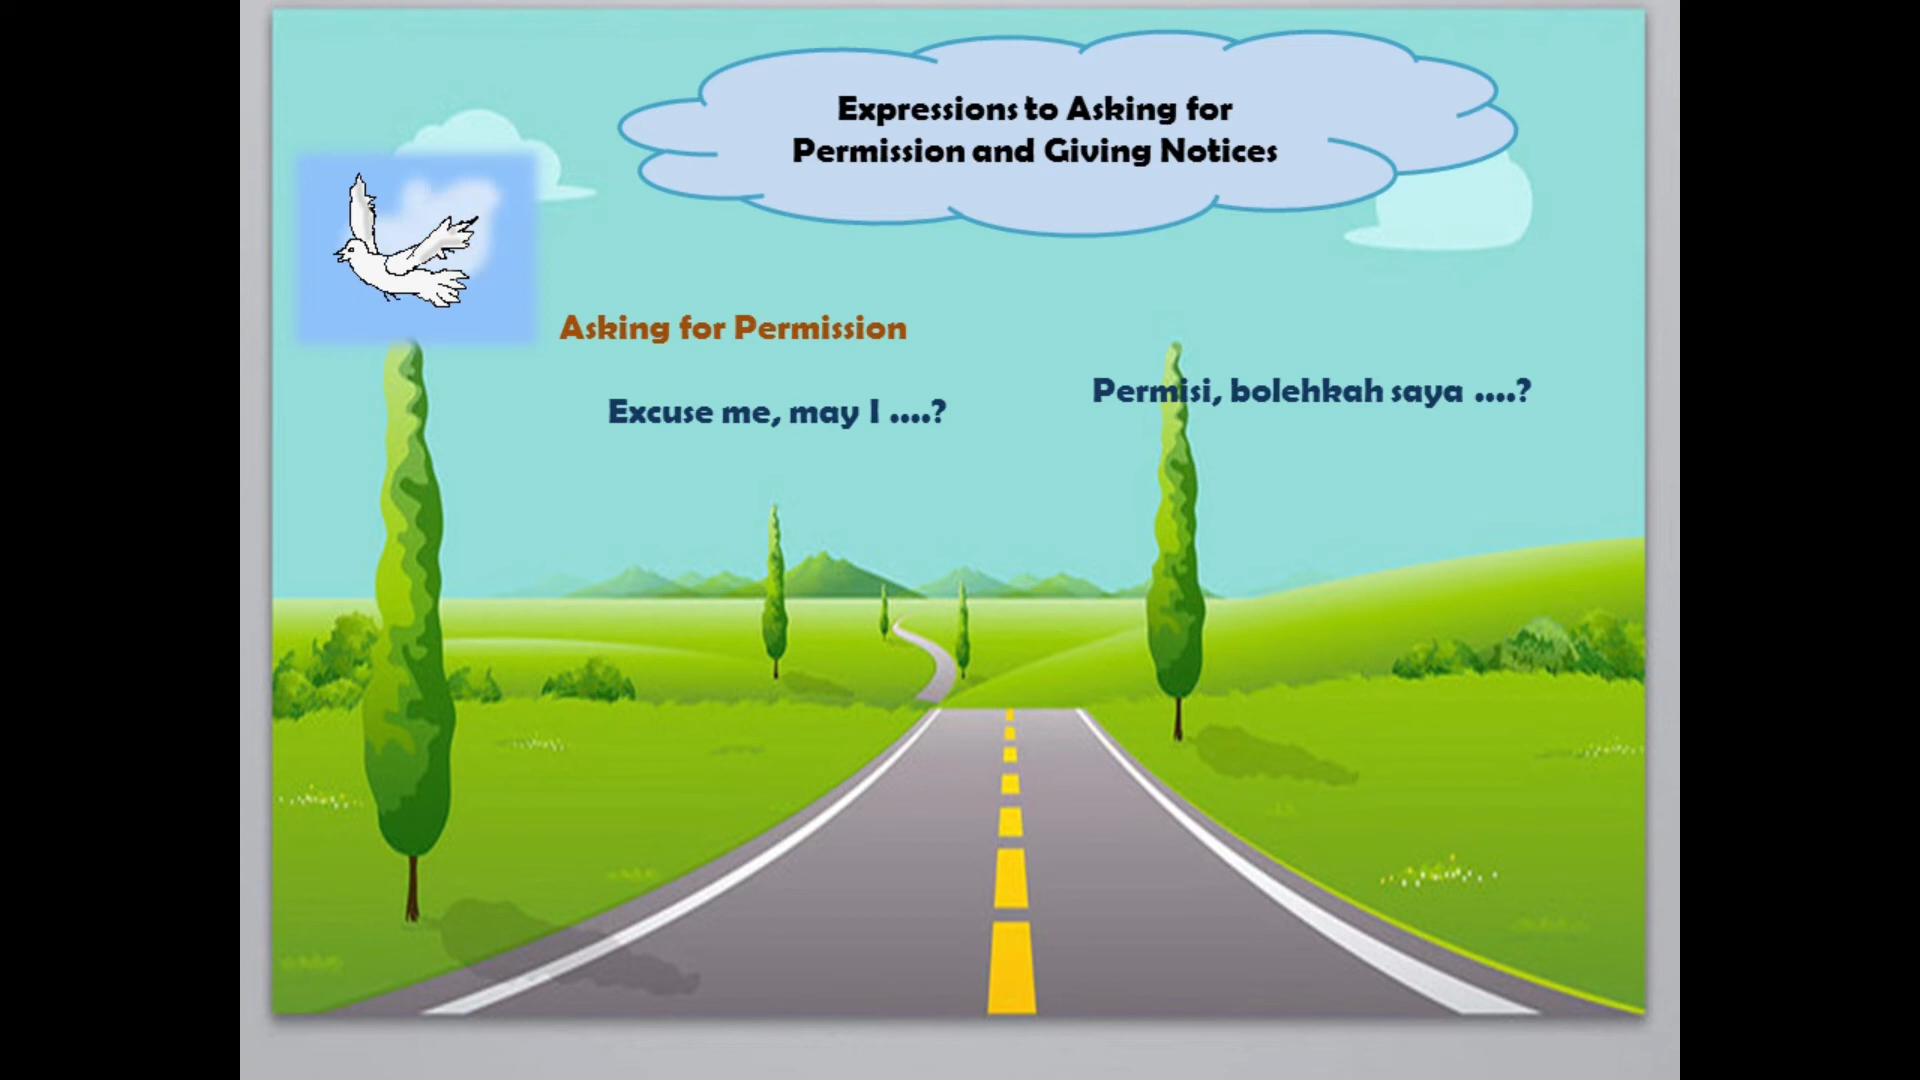 Expressions to Asking for
Permission and Giving Notices
Asking for Permission
Excuse me, may I ....?
Permisi, bolehkah saya ....?